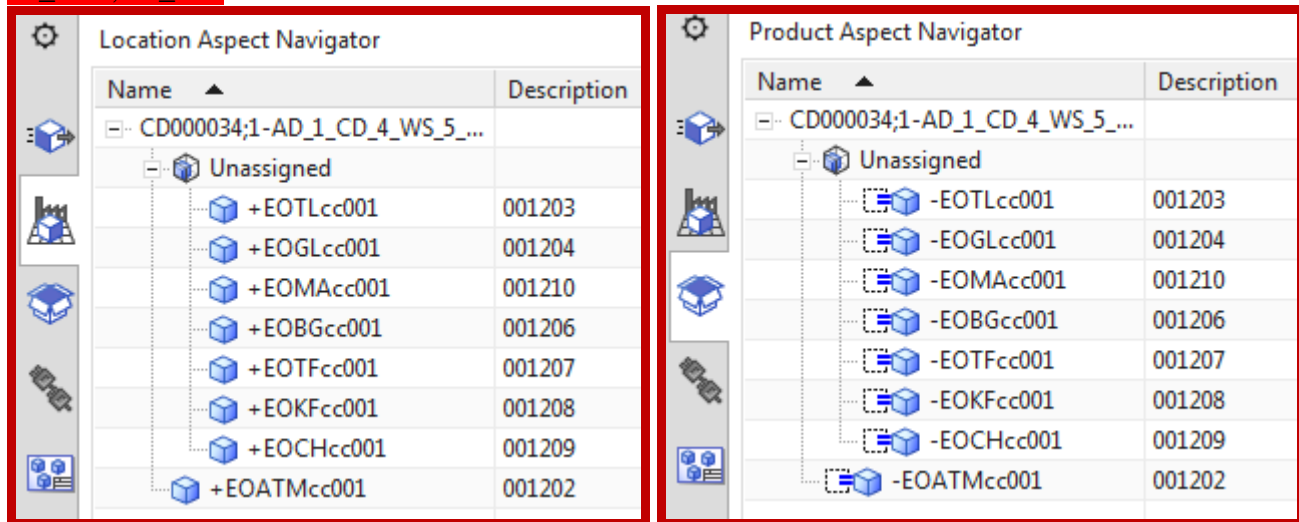 Location Aspect Navigator
Name Description
CD000034;1-AD_1_CD_4_WS_5_...
Unassigned
+EOTLcc001 001203
+EOGLcc001 001204
+EOMAcc001 001210
+EOBGcc001 001206
+EOTFcc001 001207
+EOKFcc001 001208
+EOCHcc001 001209
+EOATMcc001 001202
Product Aspect Navigator
Name Description
CD000034;1-AD_1_CD_4_WS_5_...
Unassigned
-EOTLcc001 001203
-EOGLcc001 001204
-EOMAcc001 001210
-EOBGcc001 001206
-EOTFcc001 001207
-EOKFcc001 001208
-EOCHcc001 001209
-EOATMcc001 001202